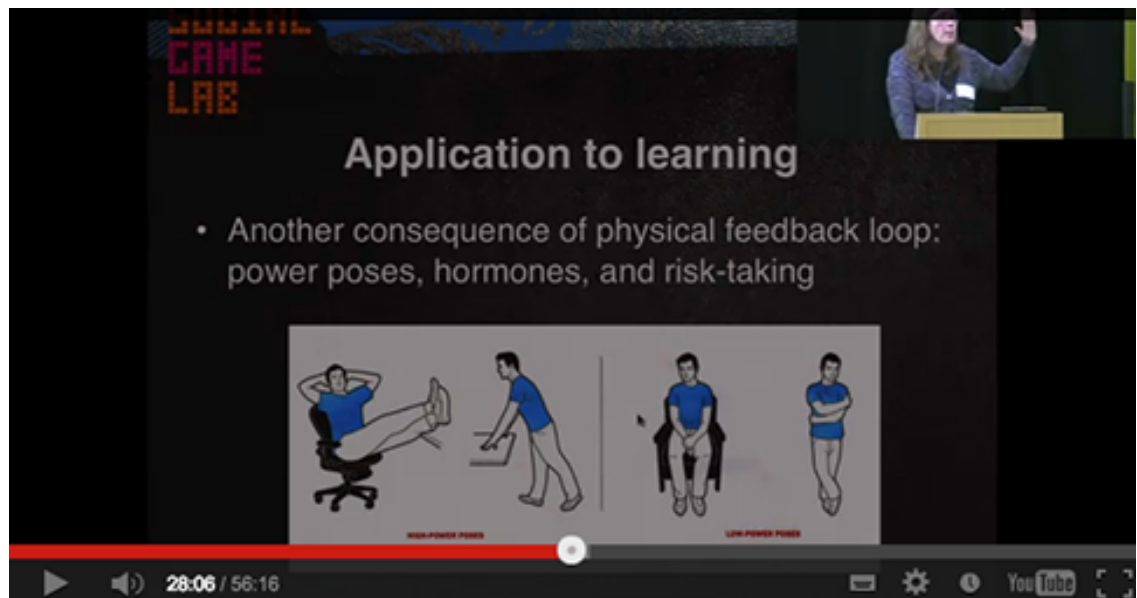 SOCIAL
GAME
LAB
Application to learning
• Another consequence of physical feedback loop:
power poses, hormones, and risk-taking
HIGH-POWER POSES
LOW-POWER POSES
28:06 / 56:16
YouTube